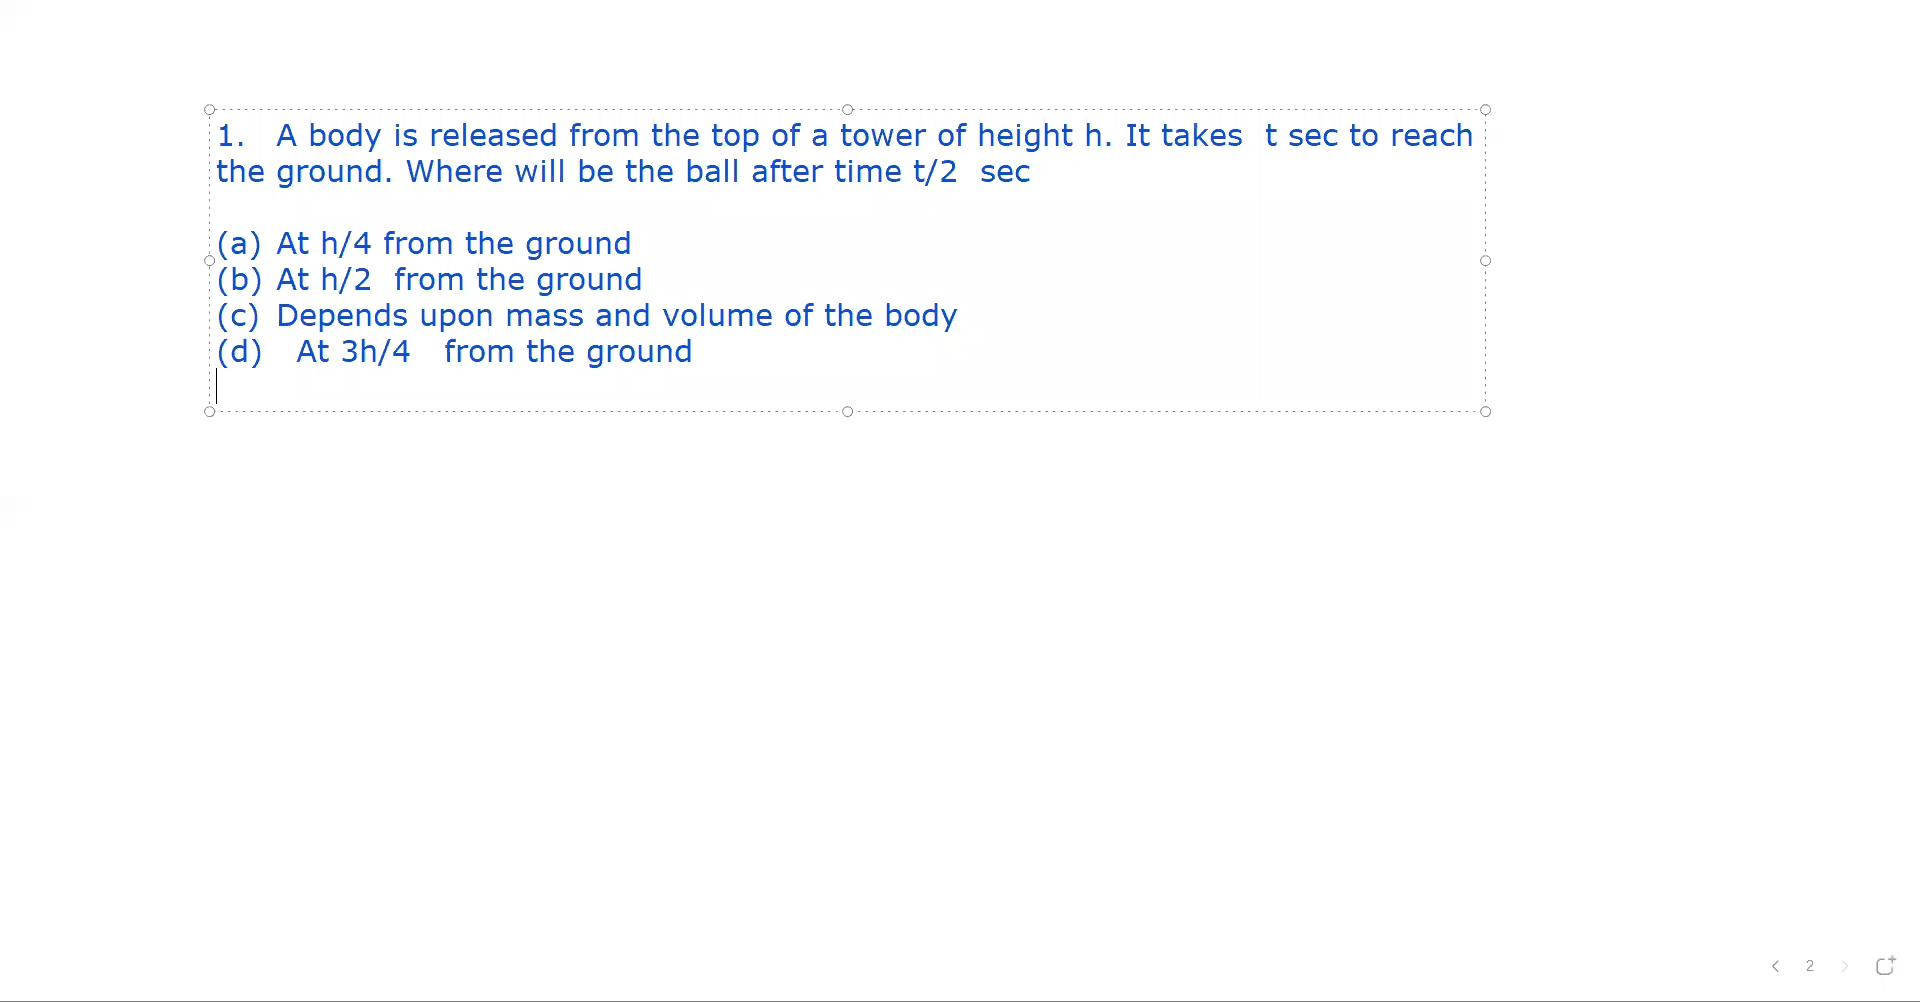 1. A body is released from the top of a tower of height h. It takes t sec to reach
the ground. Where will be the ball after time t/2 sec
(a) At h/4 from the ground
(b) At h/2 from the ground
(c) Depends upon mass and volume of the body
(d) At 3h/4 from the ground
2